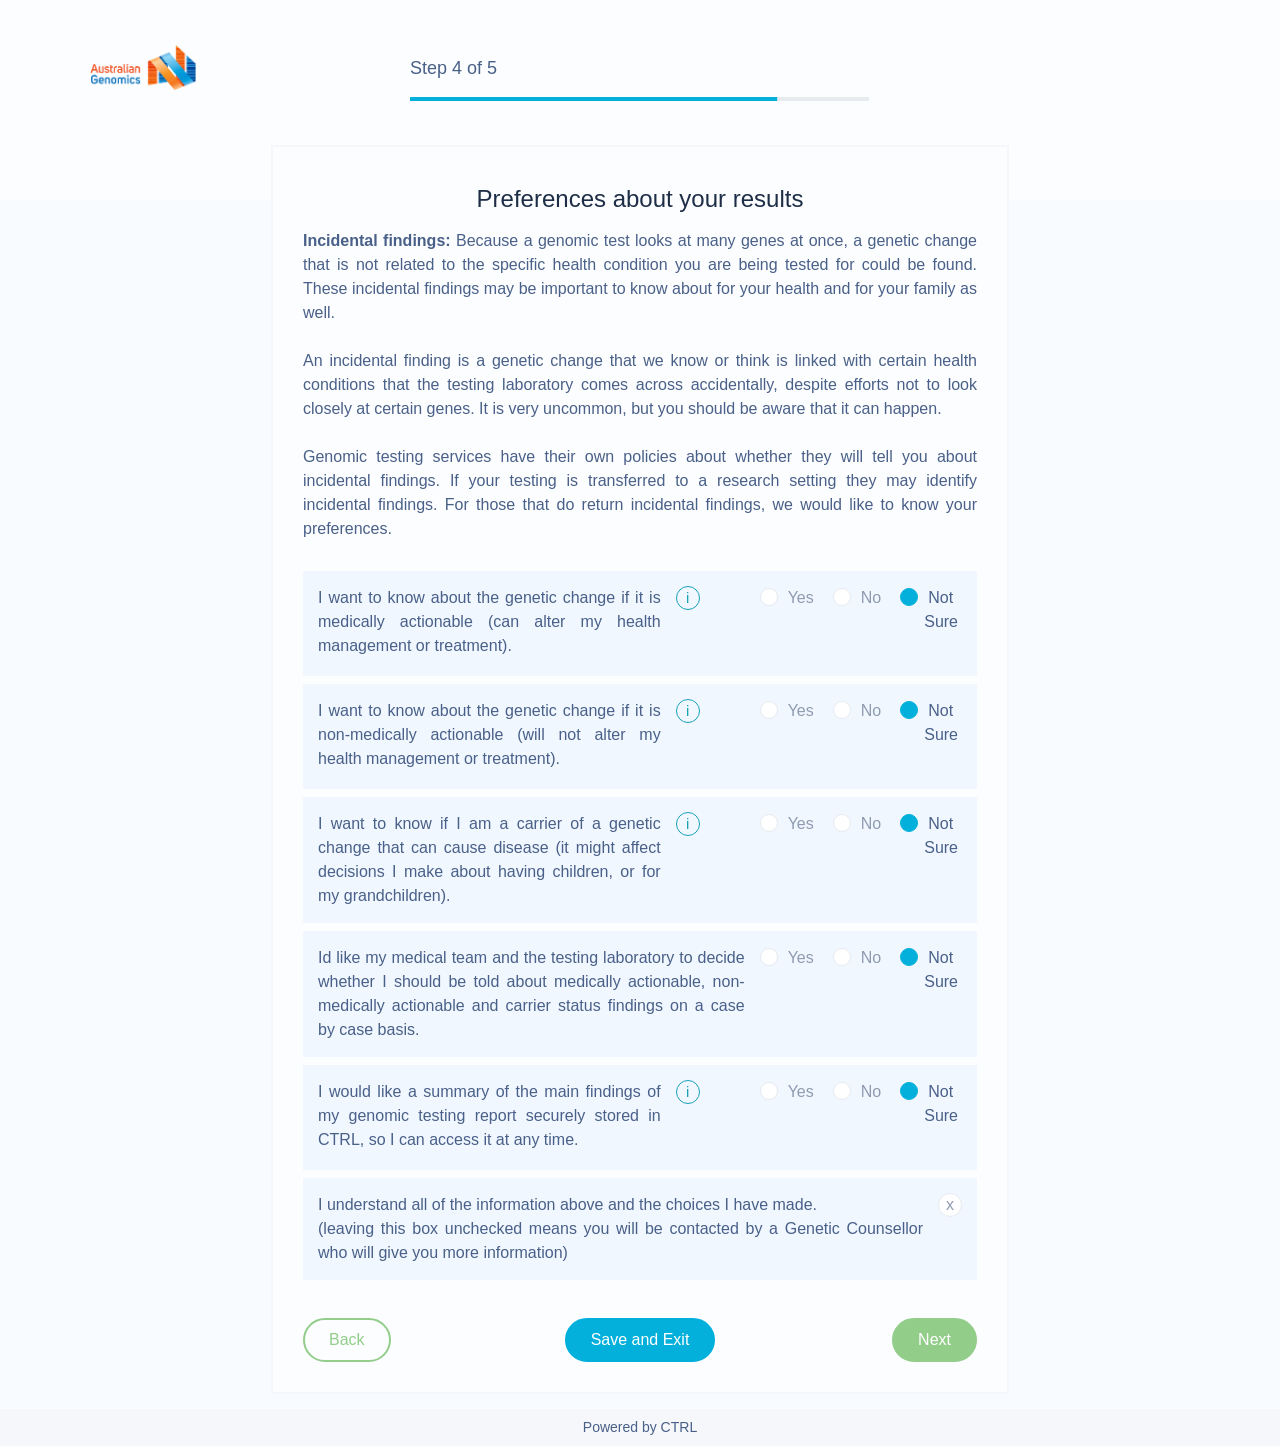 Australian
Genomics
Step 4 of 5
Preferences about your results
Incidental findings: Because a genomic test looks at many genes at once, a genetic change
that is not related to the specific health condition you are being tested for could be found.
These incidental findings may be important to know about for your health and for your family as
well.
An incidental finding is a genetic change that we know or think is linked with certain health
conditions that the testing laboratory comes across accidentally, despite efforts not to look
closely at certain genes. It is very uncommon, but you should be aware that it can happen.
Genomic testing services have their own policies about whether they will tell you about
incidental findings. If your testing is transferred to a research setting they may identify
incidental findings. For those that do return incidental findings, we would like to know your
preferences.
I want to know about the genetic change if it is
medically actionable (can alter my health
management or treatment).
i
Yes
No
Not
Sure
I want to know about the genetic change if it is
non-medically actionable (will not alter my
health management or treatment).
i
Yes
No
Not
Sure
I want to know if I am a carrier of a genetic
change that can cause disease (it might affect
decisions I make about having children, or for
my grandchildren).
i
Yes
No
Not
Sure
Id like my medical team and the testing laboratory to decide
whether I should be told about medically actionable, non-
medically actionable and carrier status findings on a case
by case basis.
Yes
No
Not
Sure
I would like a summary of the main findings of
my genomic testing report securely stored in
CTRL, so I can access it at any time.
i
Yes
No
Not
Sure
I understand all of the information above and the choices I have made.
(leaving this box unchecked means you will be contacted by a Genetic Counsellor
who will give you more information)
x
Back
Save and Exit
Next
Powered by CTRL